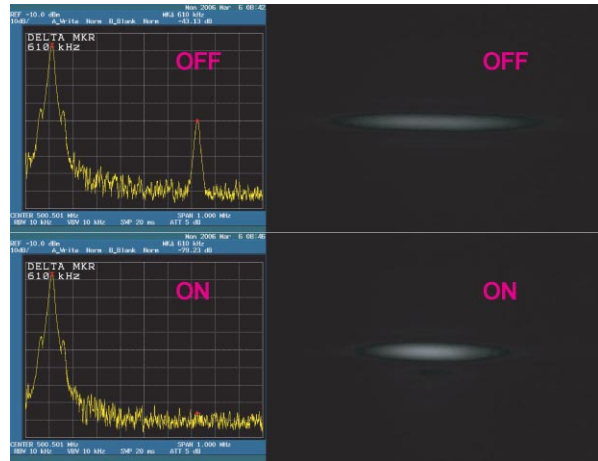 Mon 2006 Mar 6 08:42
REF -10.0 dBm MKΔ 610 kHz
10dB/ A_Write Norm B_Blank Norm -43.13 dB
DELTA MKR
610 kHz
OFF
OFF
CENTER 500.501 MHz SPAN 1.000 MHz
RBW 10 kHz VBW 10 kHz SWP 20 ms ATT 5 dB
Mon 2006 Mar 6 08:46
REF -10.0 dBm MKΔ 610 kHz
10dB/ A_Write Norm B_Blank Norm -79.23 dB
DELTA MKR
610 kHz
ON
ON
CENTER 500.501 MHz SPAN 1.000 MHz
RBW 10 kHz VBW 10 kHz SWP 20 ms ATT 5 dB